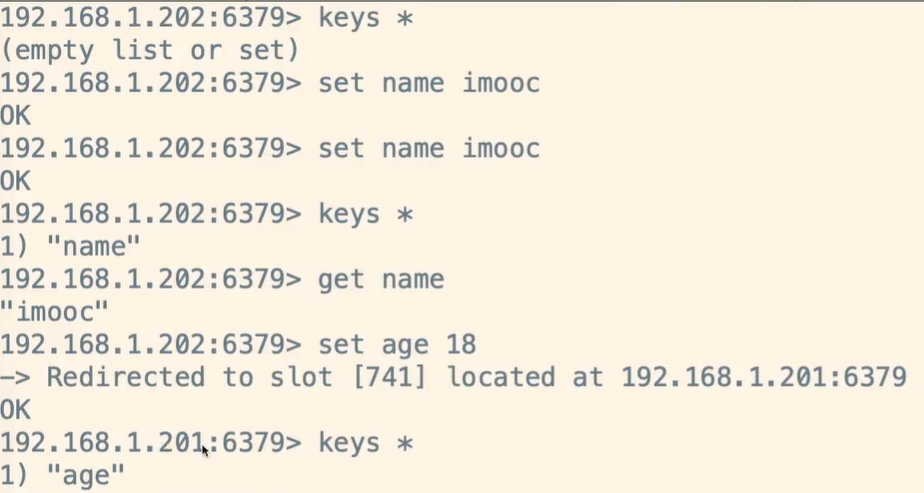 192.168.1.202:6379> keys *
(empty list or set)
192.168.1.202:6379> set name imooc
OK
192.168.1.202:6379> set name imooc
OK
192.168.1.202:6379> keys *
1) "name"
192.168.1.202:6379> get name
"imooc"
192.168.1.202:6379> set age 18
-> Redirected to slot [741] located at 192.168.1.201:6379
OK
192.168.1.201:6379> keys *
1) "age"